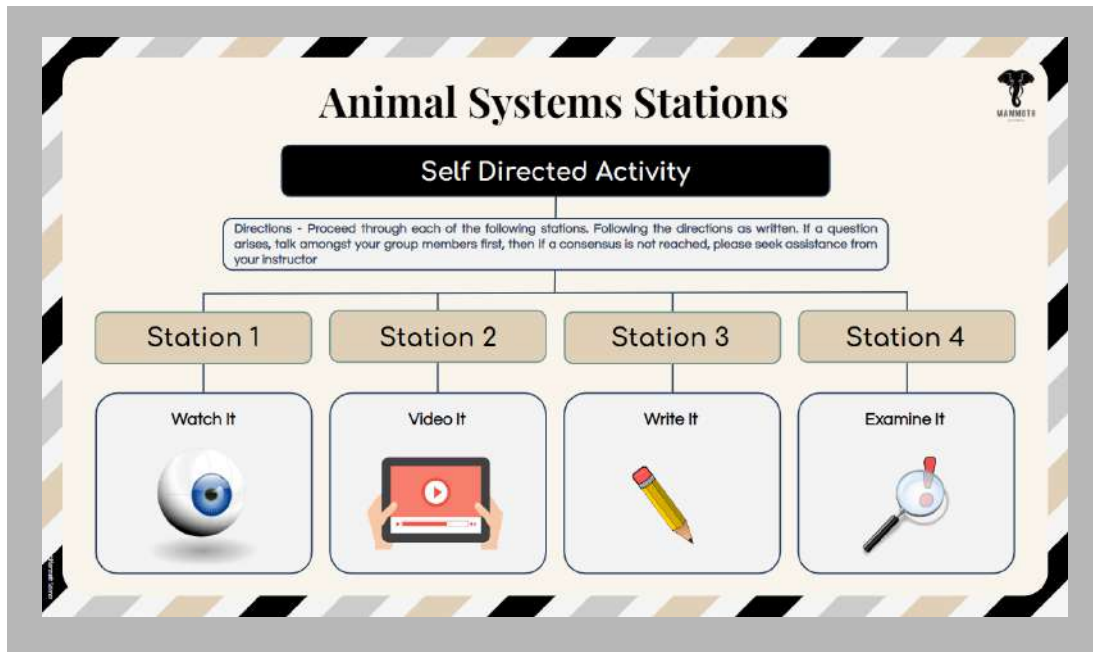 Animal Systems Stations
MAMMOTH
Self Directed Activity
Directions - Proceed through each of the following stations. Following the directions as written. If a question
arises, talk amongst your group members first, then if a consensus is not reached, please seek assistance from
your instructor
Station 1
Station 2
Station 3
Station 4
Watch It
Video It
Write It
Examine It